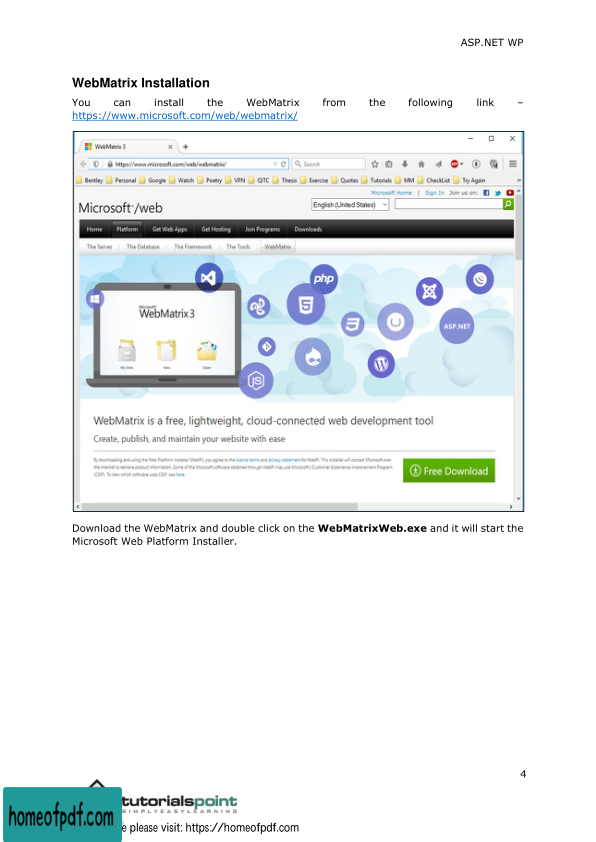 ASP.NET WP
WebMatrix Installation
You can install the WebMatrix from the following link –
https://www.microsoft.com/web/webmatrix/
WebMatrix 3
https://www.microsoft.com/web/webmatrix/
Search
Bentley Personal Google Watch Poetry VPN QITC Thesis Exercise Quotes Tutorials MM CheckList Try Again
Microsoft Home | Sign In Join us on:
Microsoft /web
English (United States)
Home Platform Get Web Apps Get Hosting Join Programs Downloads
The Server The Database The Framework The Tools WebMatrix
php
Microsoft
WebMatrix 3
ASP.NET
My Sites New Open
WebMatrix is a free, lightweight, cloud-connected web development tool
Create, publish, and maintain your website with ease
By downloading and using the Web Platform Installer (WebPI), you agree to the license terms and privacy statement for WebPI. This installer will contact Microsoft over
the Internet to retrieve product information. Some of the Microsoft software obtained through WebPI may use Microsoft's Customer Experience Improvement Program
(CEIP). To view which software uses CEIP, see here.
Free Download
Download the WebMatrix and double click on the WebMatrixWeb.exe and it will start the
Microsoft Web Platform Installer.
4
tutorialspoint
SIMPLYEASYLEARNING
homeofpdf.com
e please visit: https://homeofpdf.com